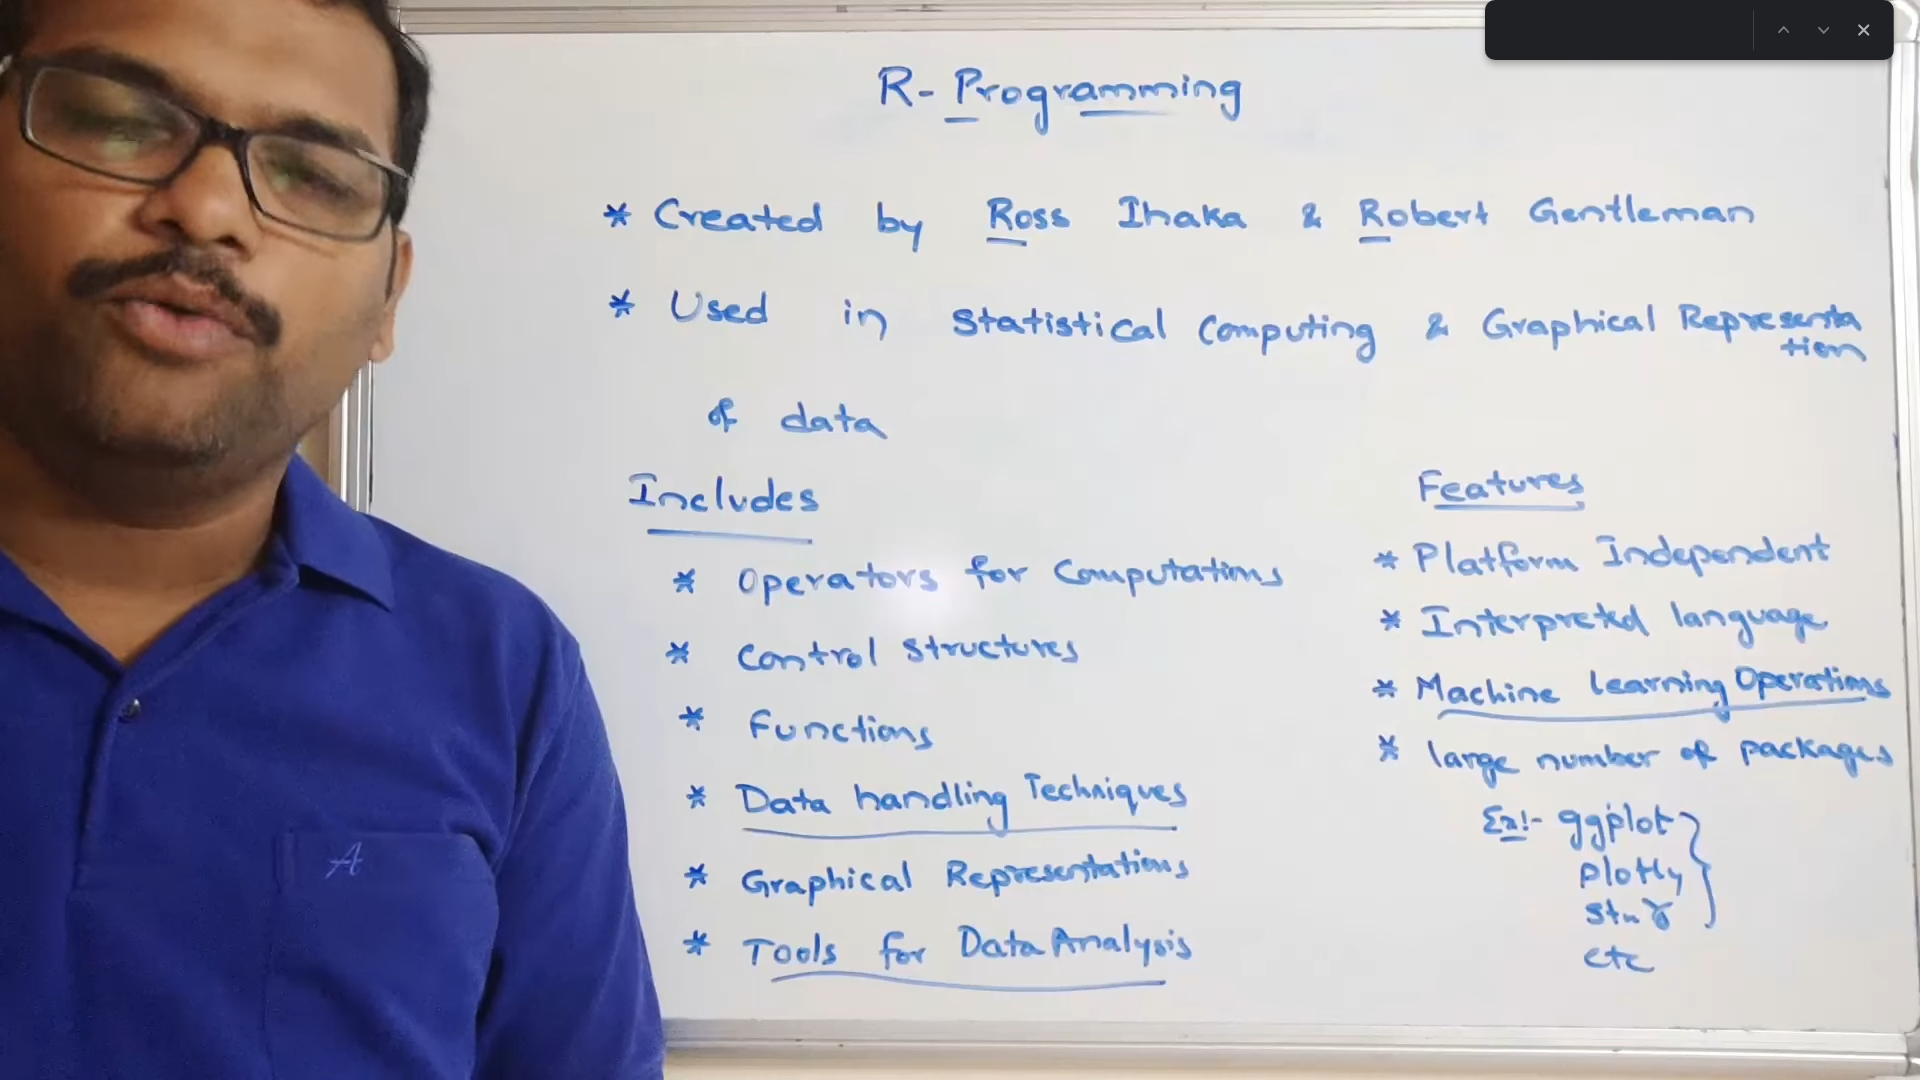 R- Programming
* Created by Ross Ihaka & Robert Gentleman
* Used in Statistical Computing & Graphical Representa
tion
of data
Includes
* Operators for Computations
* Control Structures
* Functions
* Data handling Techniques
* Graphical Representations
* Tools for Data Analysis
Features
* Platform Independent
* Interpreted language
* Machine learning Operations
* large number of packages
Ex:- ggplot
plotly
etc
A